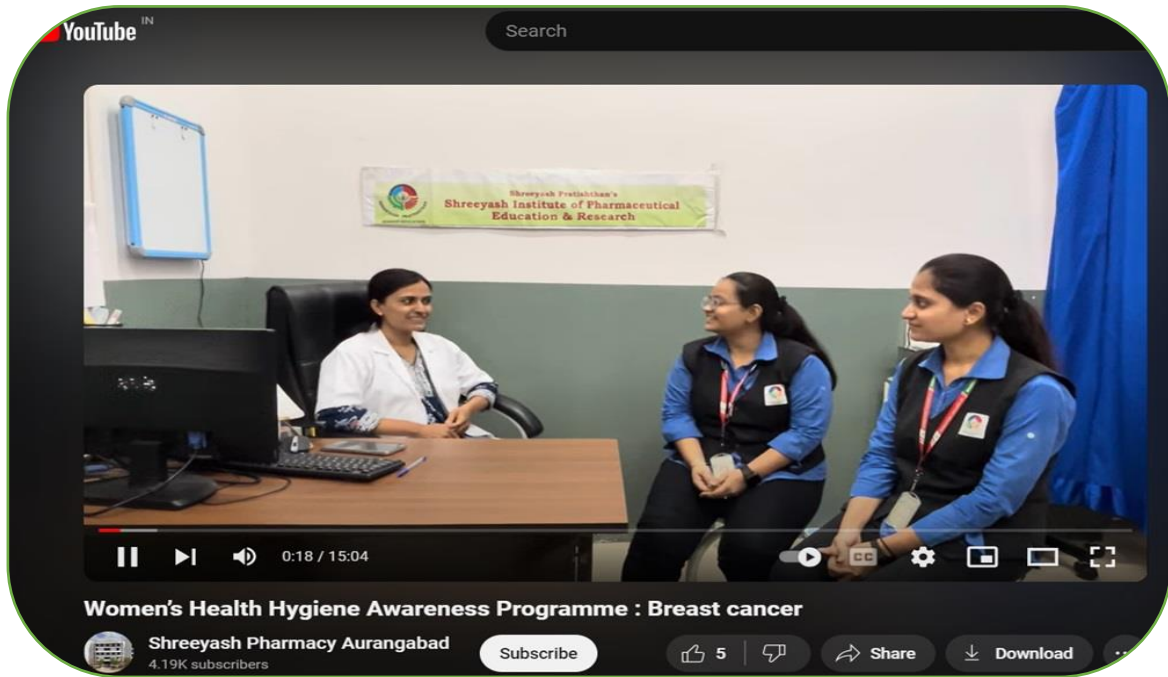 YouTube IN
Search
Shreeyash Pratishthan's
Shreeyash Institute of Pharmaceutical
Education & Research
0:18 / 15:04
CC
Women's Health Hygiene Awareness Programme : Breast cancer
Shreeyash Pharmacy Aurangabad
4.19K subscribers
Subscribe
5
Share
Download